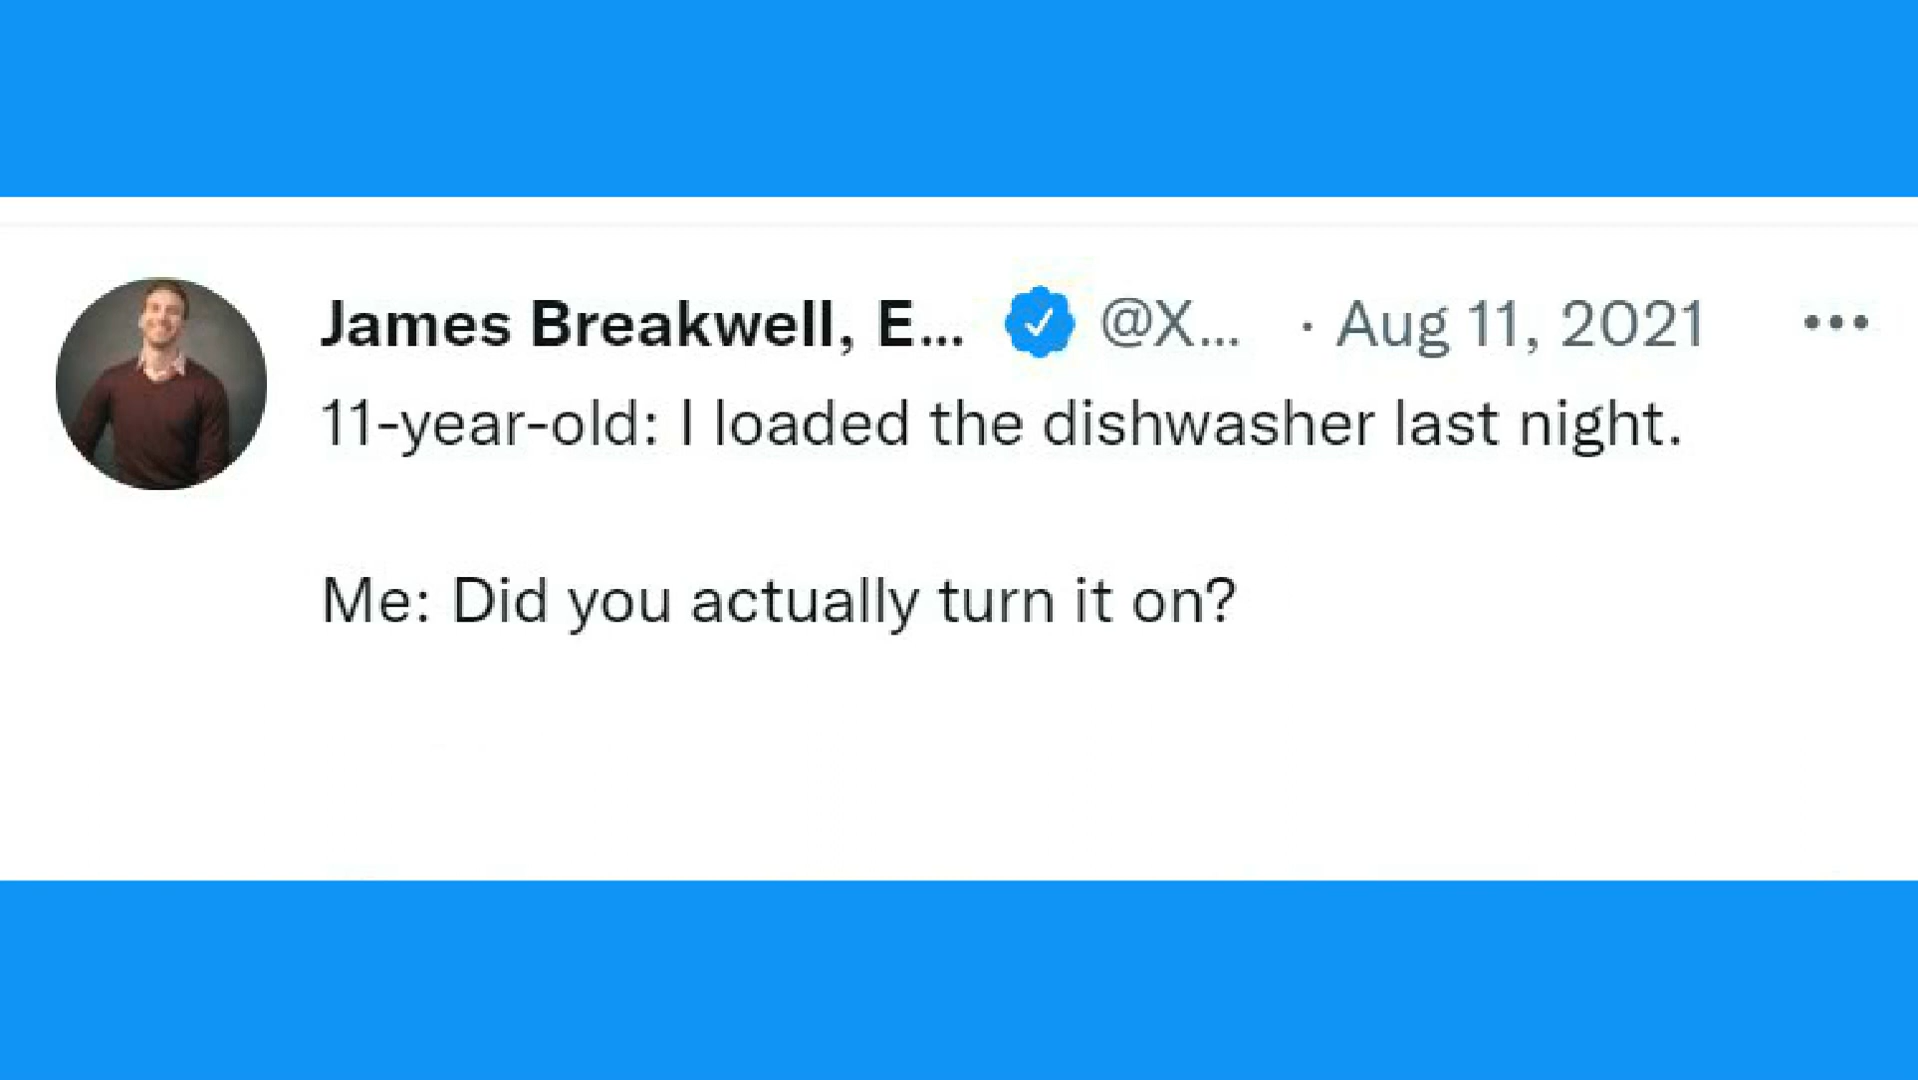 James Breakwell, E... @X... · Aug 11, 2021
11-year-old: I loaded the dishwasher last night.
Me: Did you actually turn it on?